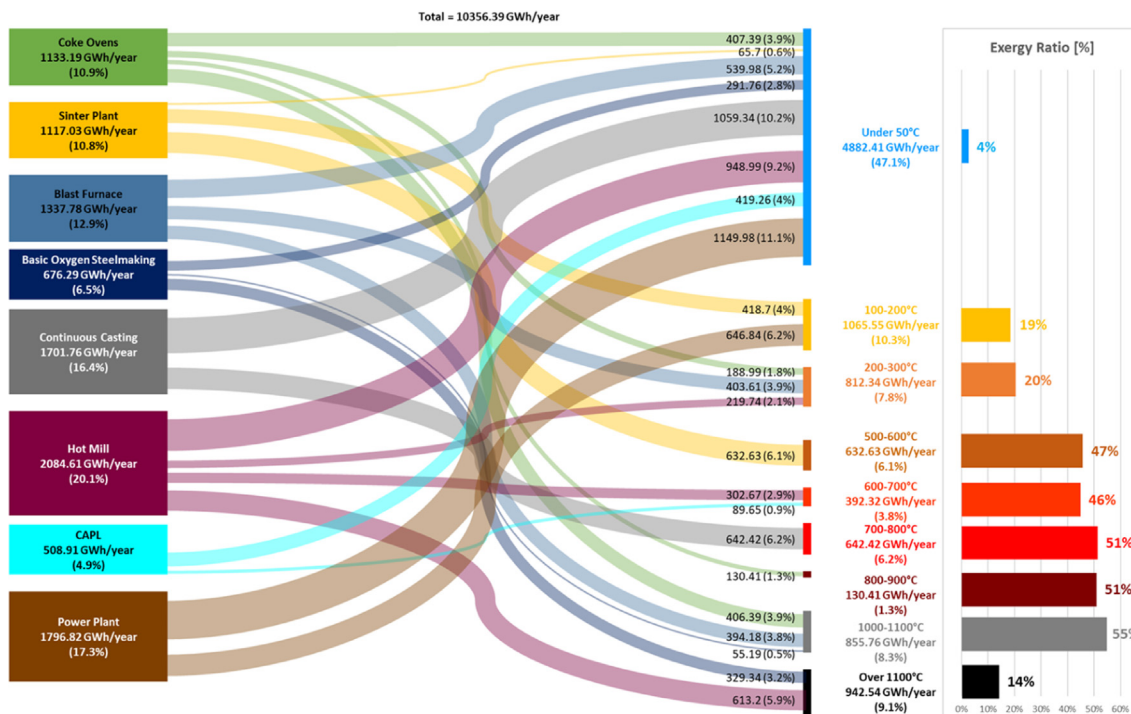 Total = 10356.39 GWh/year
Coke Ovens
1133.19 GWh/year
(10.9%)
Sinter Plant
1117.03 GWh/year
(10.8%)
Blast Furnace
1337.78 GWh/year
(12.9%)
Basic Oxygen Steelmaking
676.29 GWh/year
(6.5%)
Continuous Casting
1701.76 GWh/year
(16.4%)
Hot Mill
2084.61 GWh/year
(20.1%)
CAPL
508.91 GWh/year
(4.9%)
Power Plant
1796.82 GWh/year
(17.3%)
407.39 (3.9%)
65.7 (0.6%)
539.98 (5.2%)
291.76 (2.8%)
1059.34 (10.2%)
948.99 (9.2%)
419.26 (4%)
1149.98 (11.1%)
418.7 (4%)
646.84 (6.2%)
188.99 (1.8%)
403.61 (3.9%)
219.74 (2.1%)
632.63 (6.1%)
302.67 (2.9%)
89.65 (0.9%)
642.42 (6.2%)
130.41 (1.3%)
406.39 (3.9%)
394.18 (3.8%)
55.19 (0.5%)
329.34 (3.2%)
613.2 (5.9%)
Under 50°C
4882.41 GWh/year
(47.1%)
100-200°C
1065.55 GWh/year
(10.3%)
200-300°C
812.34 GWh/year
(7.8%)
500-600°C
632.63 GWh/year
(6.1%)
600-700°C
392.32 GWh/year
(3.8%)
700-800°C
642.42 GWh/year
(6.2%)
800-900°C
130.41 GWh/year
(1.3%)
1000-1100°C
855.76 GWh/year
(8.3%)
Over 1100°C
942.54 GWh/year
(9.1%)
Exergy Ratio [%]
4%
19%
20%
47%
46%
51%
51%
55%
14%
0% 10% 20% 30% 40% 50% 60%